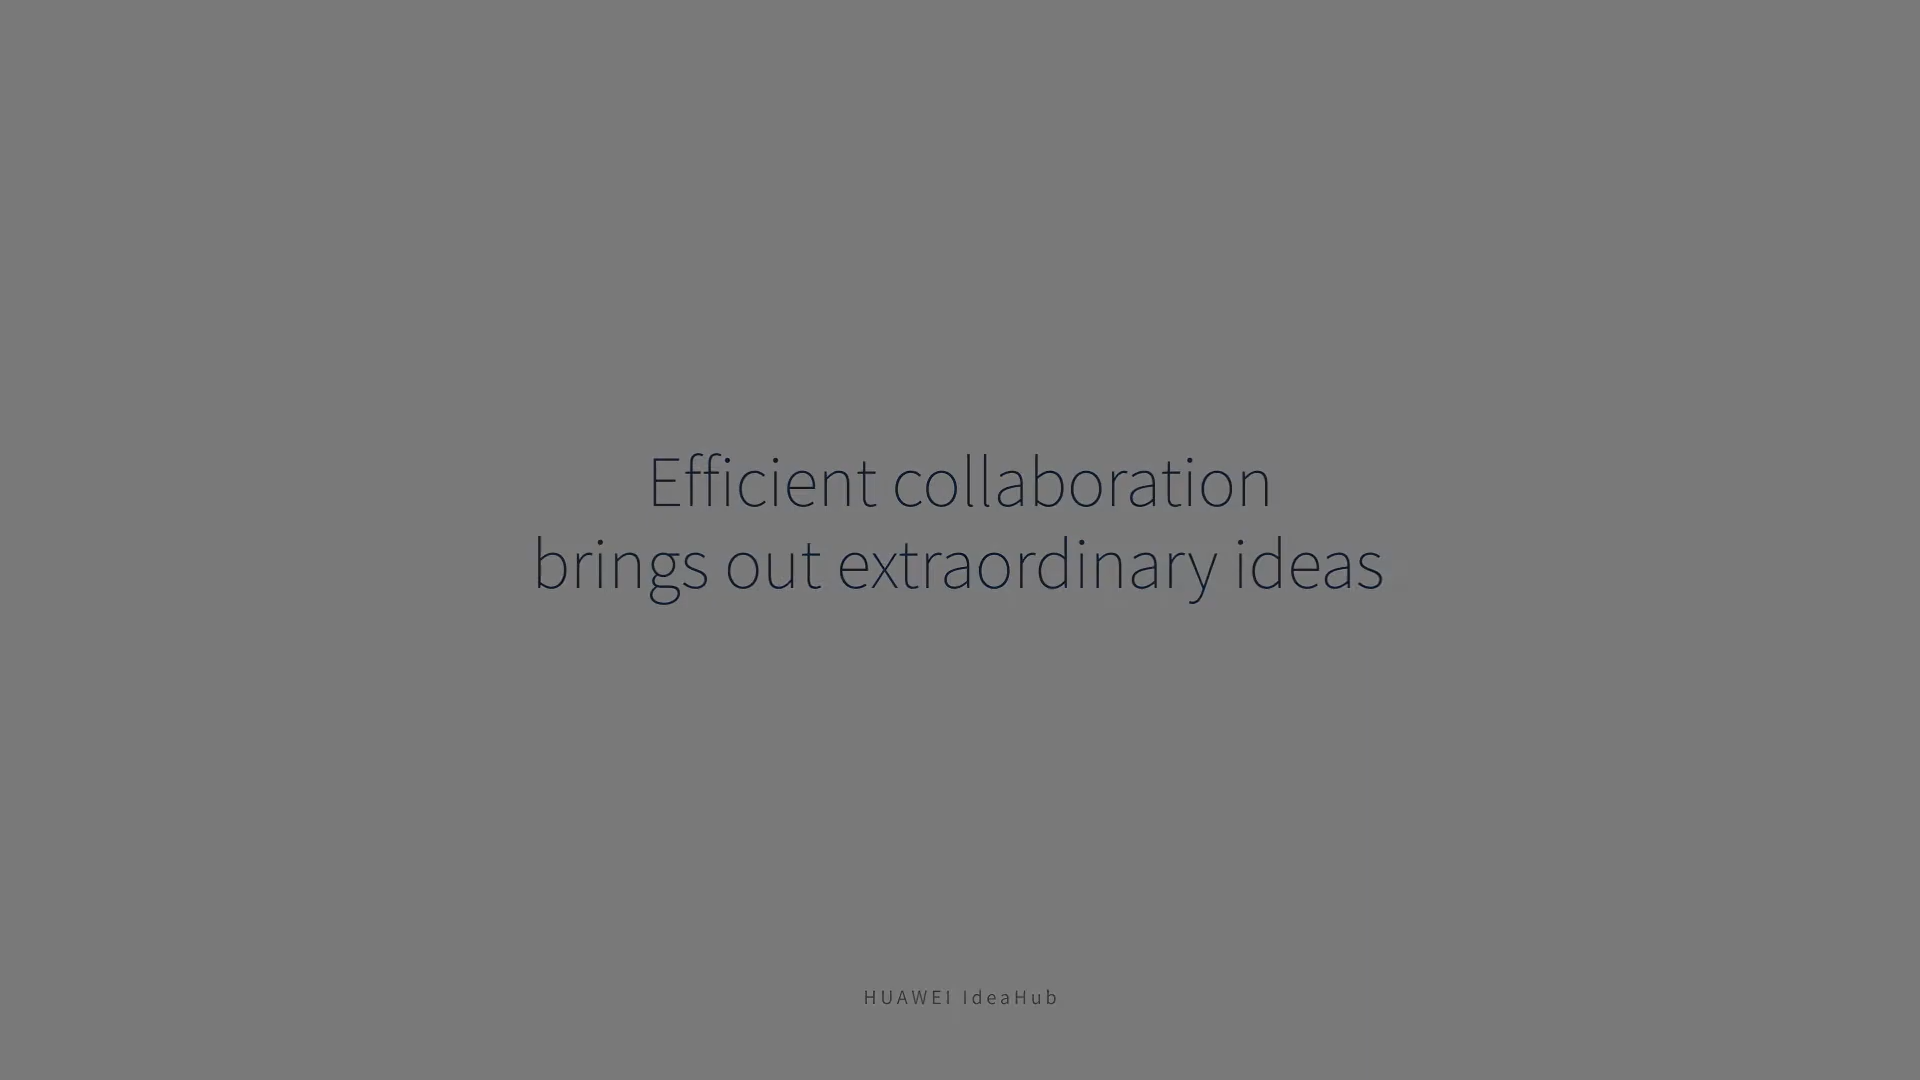 Efficient collaboration
brings out extraordinary ideas
HUAWEI IdeaHub